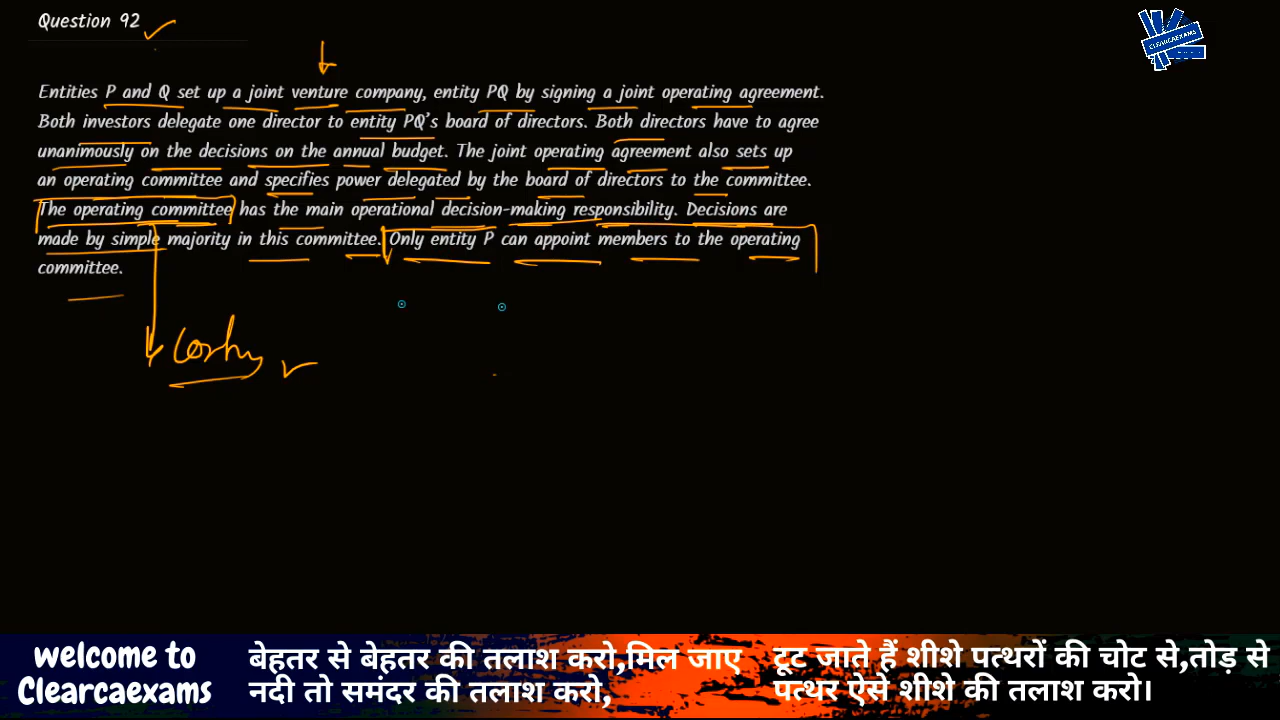 Question 92
CLEARCAEXAMS
Entities P and Q set up a joint venture company, entity PQ by signing a joint operating agreement.
Both investors delegate one director to entity PQ's board of directors. Both directors have to agree
unanimously on the decisions on the annual budget. The joint operating agreement also sets up
an operating committee and specifies power delegated by the board of directors to the committee.
The operating committee has the main operational decision-making responsibility. Decisions are
made by simple majority in this committee. Only entity P can appoint members to the operating
committee.
welcome to
Clearcaexams
बेहतर से बेहतर की तलाश करो,मिल जाए
नदी तो समंदर की तलाश करो,
टूट जाते हैं शीशे पत्थरों की चोट से,तोड़ से
पत्थर ऐसे शीशे की तलाश करो।